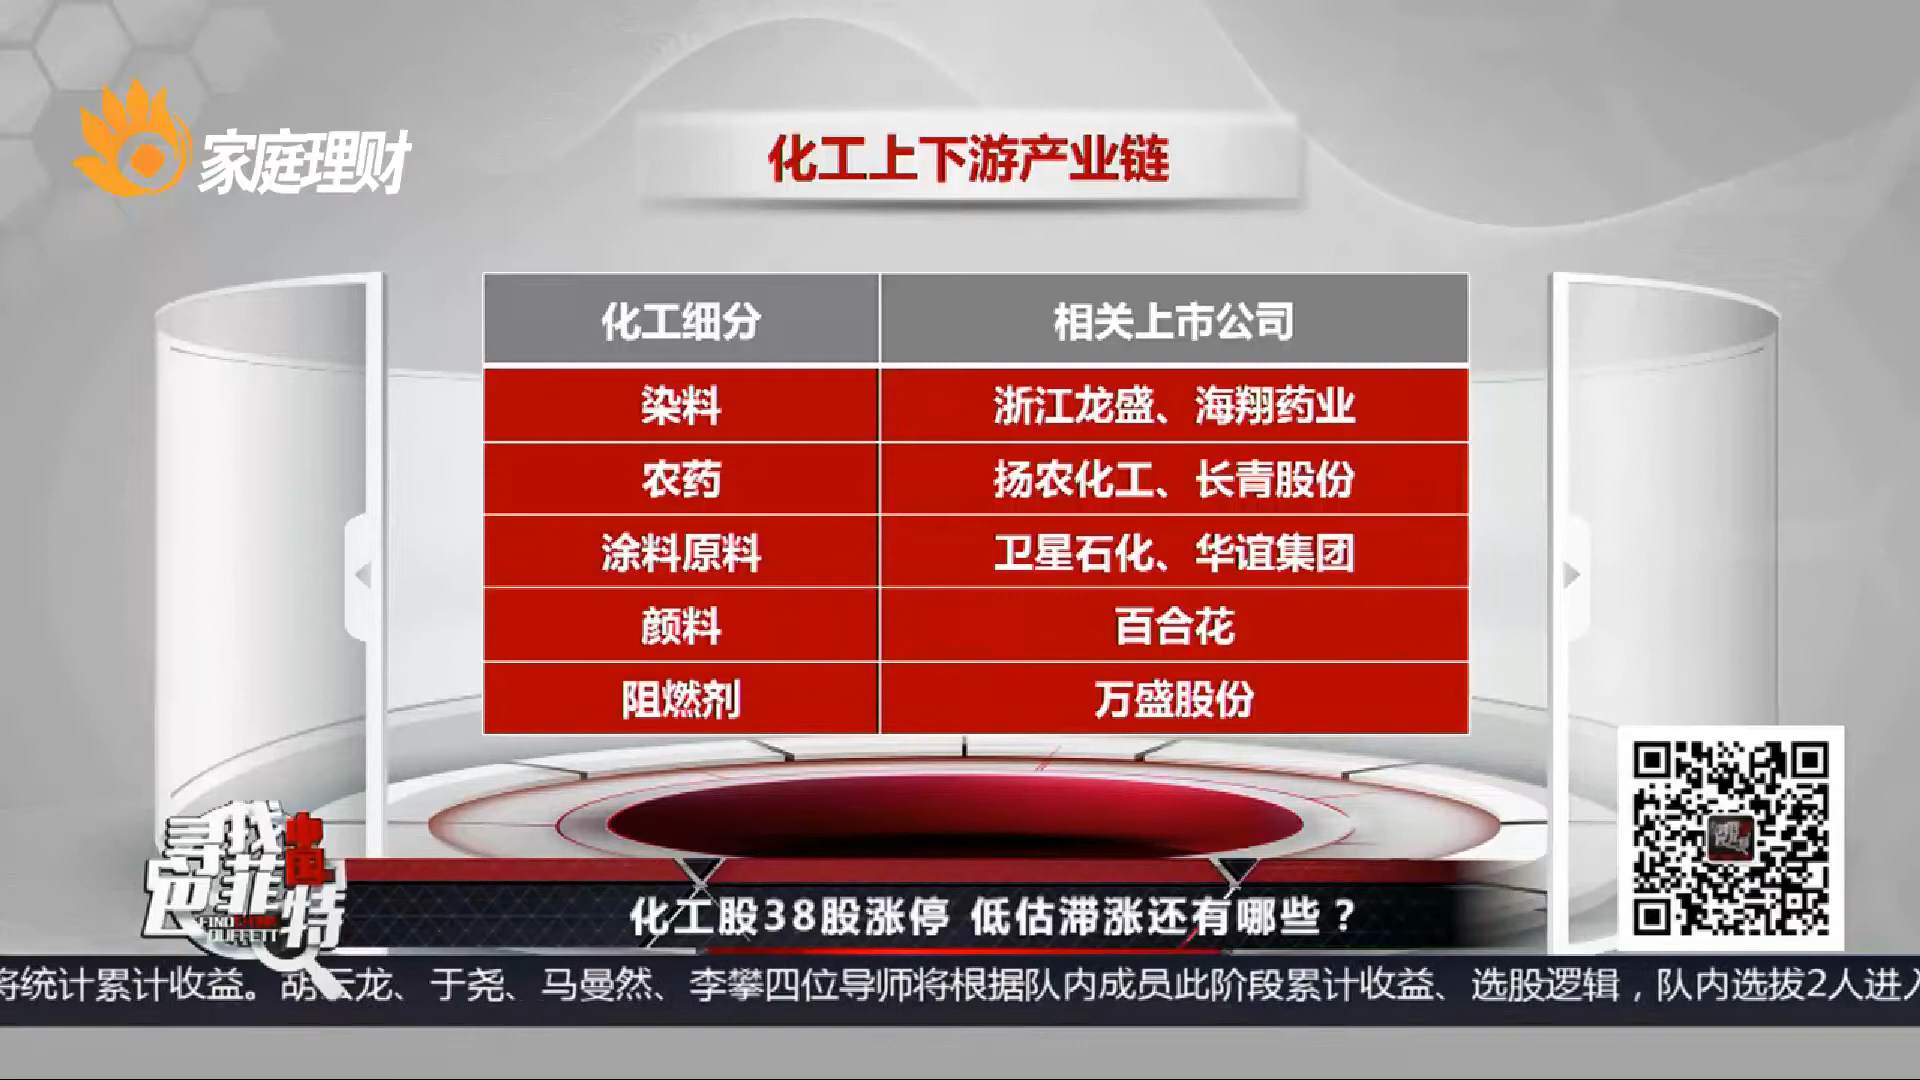 家庭理财
化工上下游产业链
化工细分 相关上市公司
染料 浙江龙盛、海翔药业
农药 扬农化工、长青股份
涂料原料 卫星石化、华谊集团
颜料 百合花
阻燃剂 万盛股份
寻找中国
巴菲特
化工股38股涨停 低估滞涨还有哪些？
将统计累计收益。胡云龙、于尧、马曼然、李攀四位导师将根据队内成员此阶段累计收益、选股逻辑，队内选拔2人进入